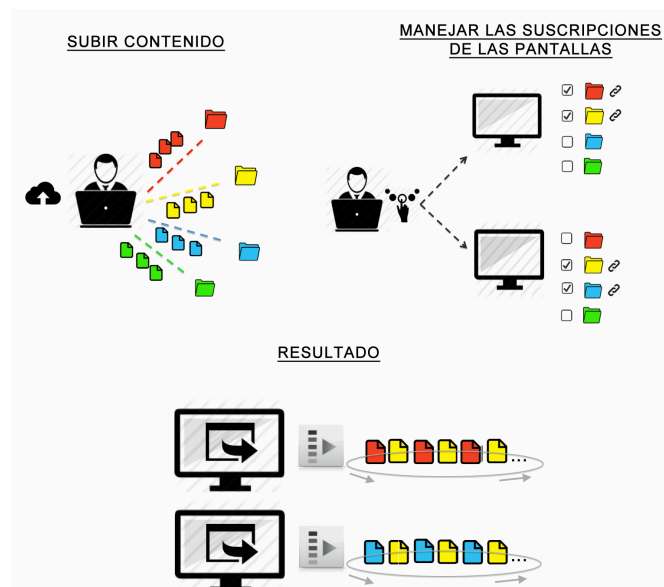 SUBIR CONTENIDO
MANEJAR LAS SUSCRIPCIONES
DE LAS PANTALLAS
RESULTADO
...
...